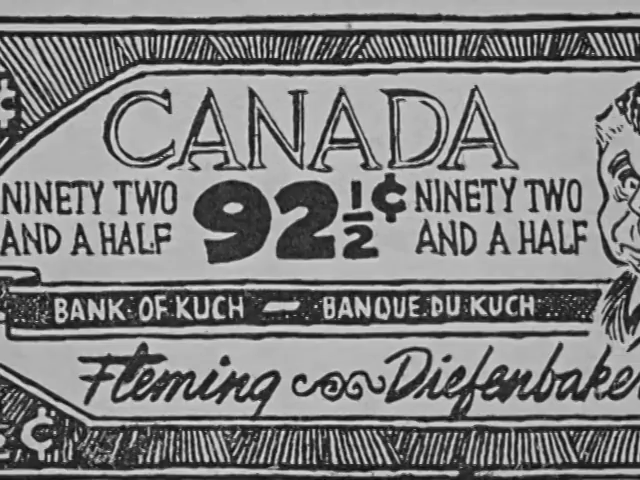 CANADA
NINETY TWO AND A HALF
92½¢
NINETY TWO AND A HALF
BANK OF KUCH — BANQUE DU KUCH
Fleming Diefenbaker
¢
¢